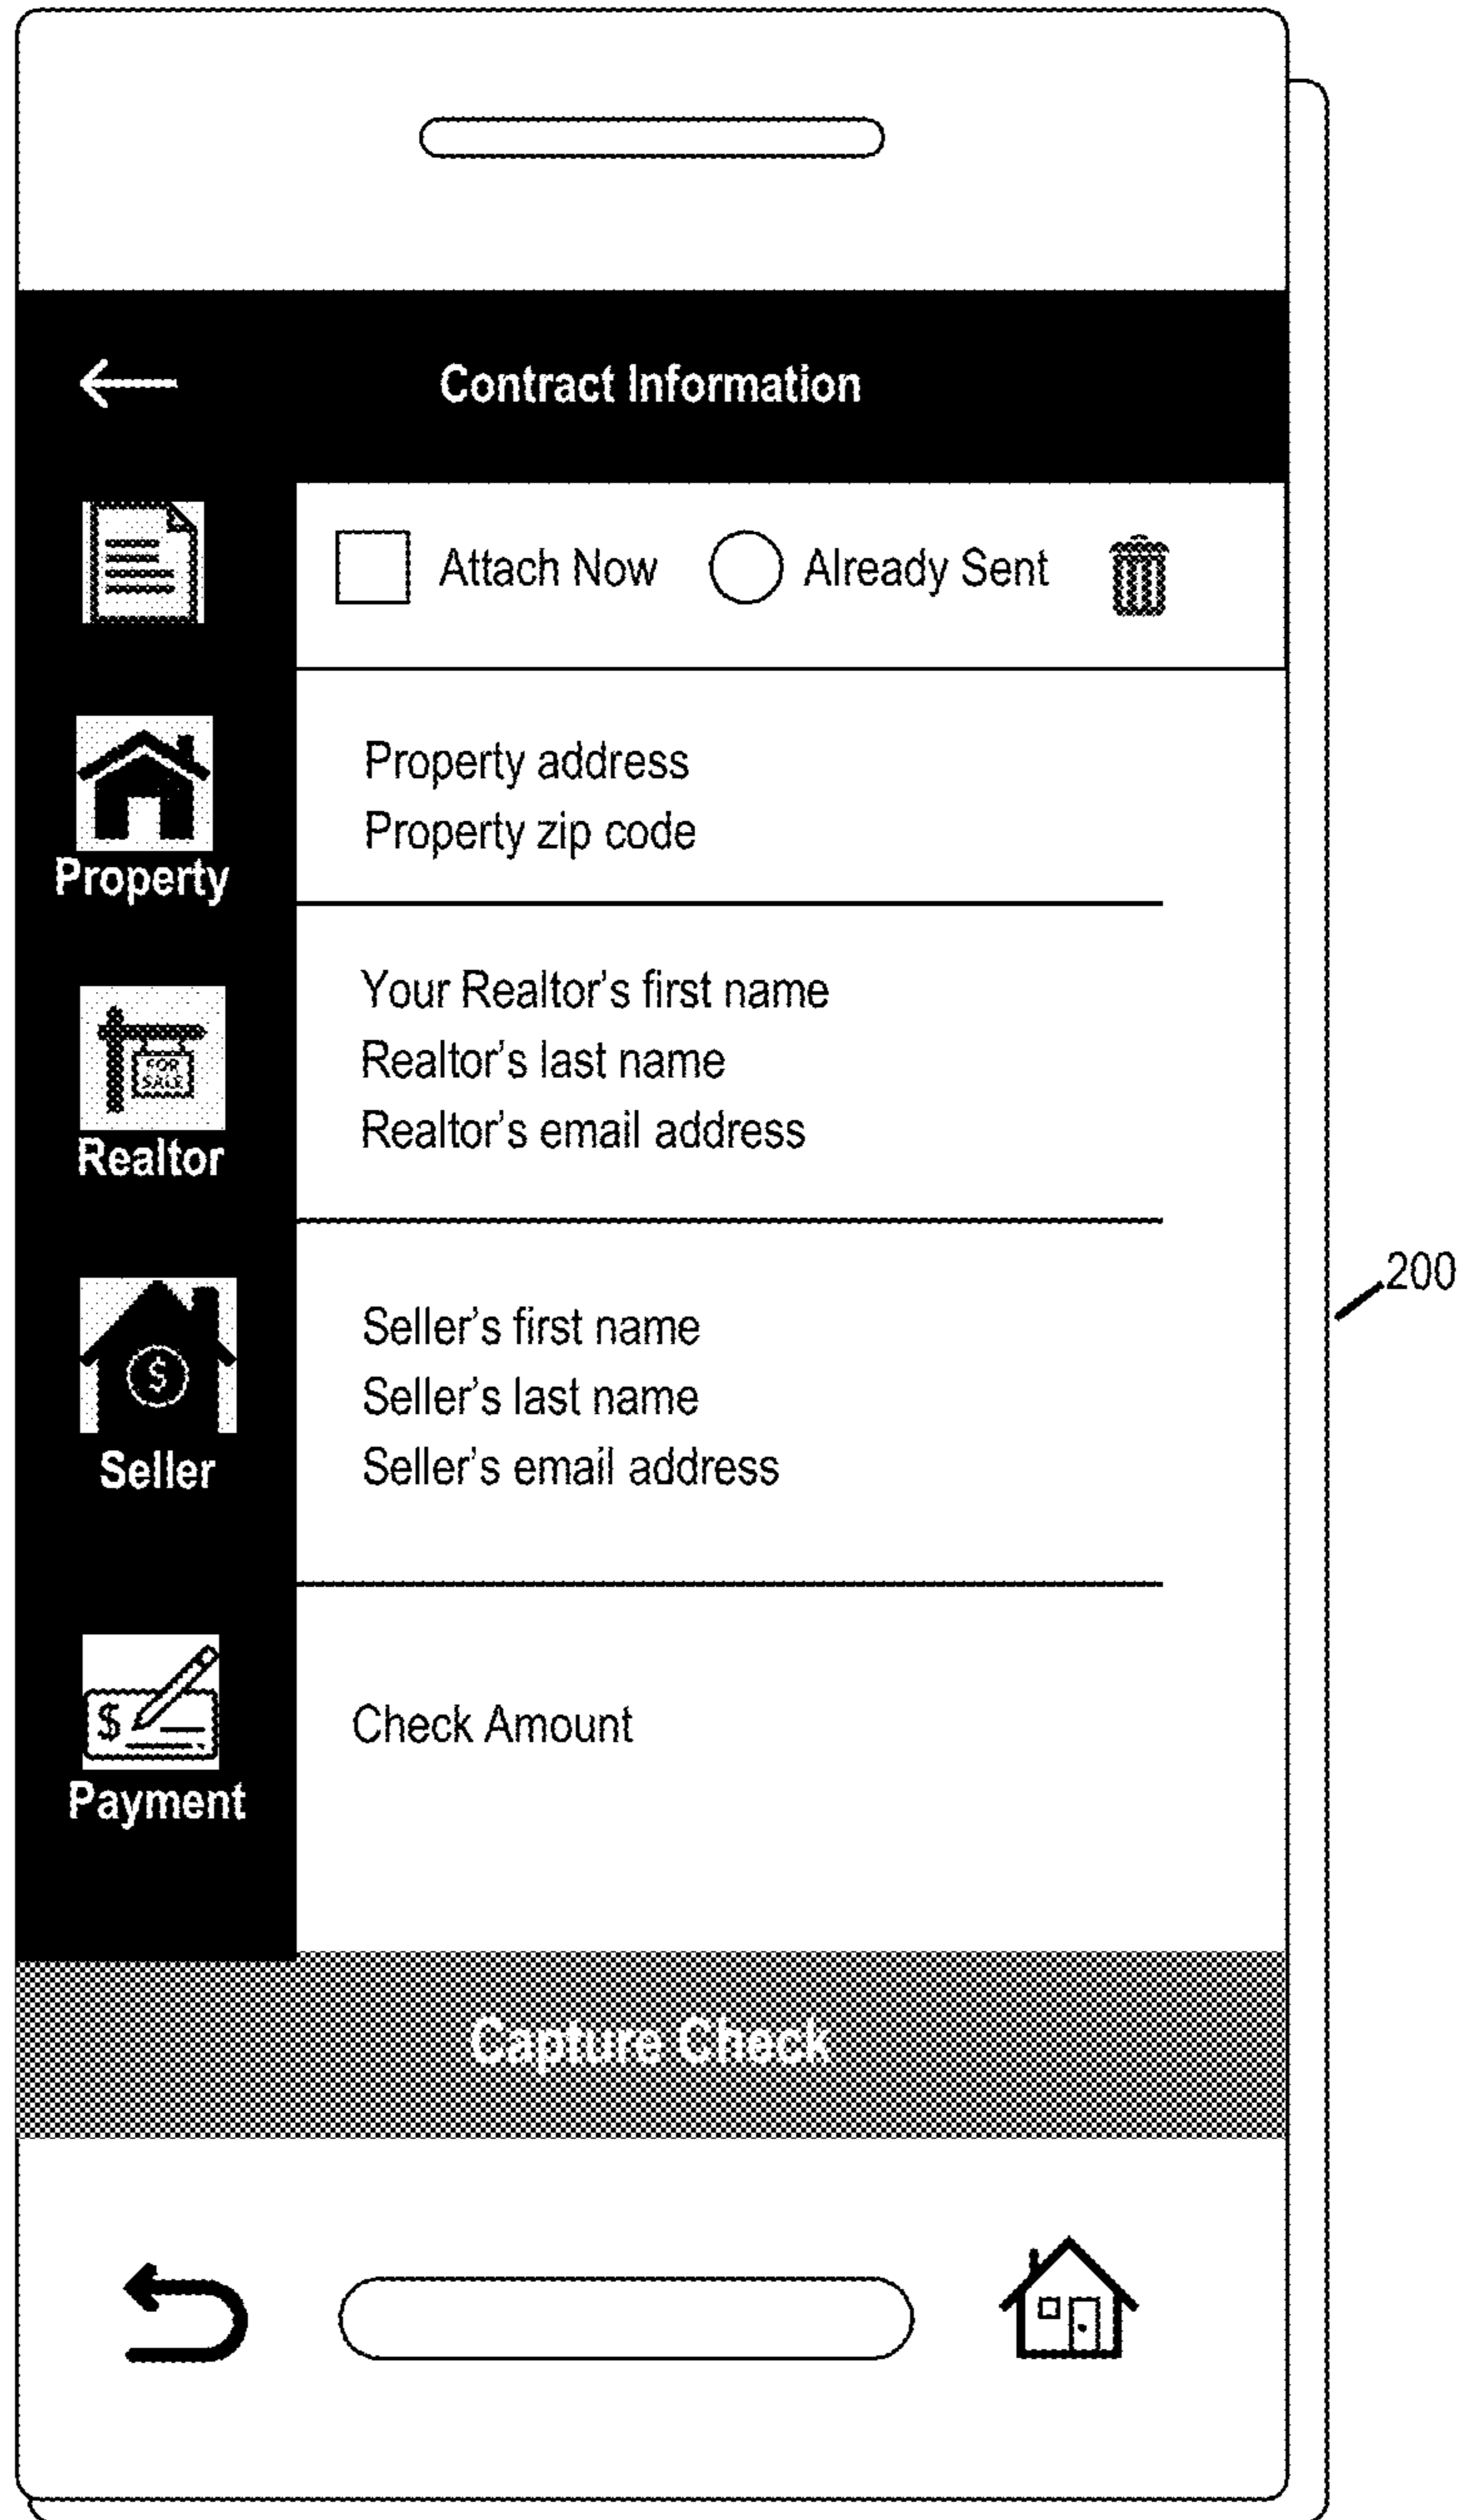 Contract Information
Attach Now Already Sent
Property address
Property zip code
Property
Your Realtor's first name
Realtor's last name
Realtor's email address
FOR
SALE
Realtor
200
Seller's first name
Seller's last name
Seller's email address
$
Seller
Check Amount
$
Payment
Capture Check